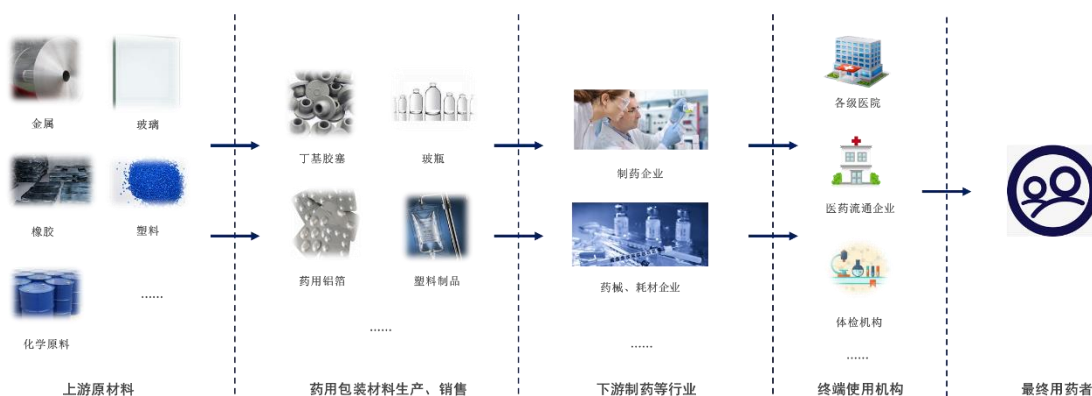 金属
玻璃
橡胶
塑料
化学原料
......
上游原材料
丁基胶塞
玻瓶
药用铝箔
塑料制品
......
药用包装材料生产、销售
制药企业
药械、耗材企业
......
下游制药等行业
各级医院
医药流通企业
体检机构
......
终端使用机构
最终用药者